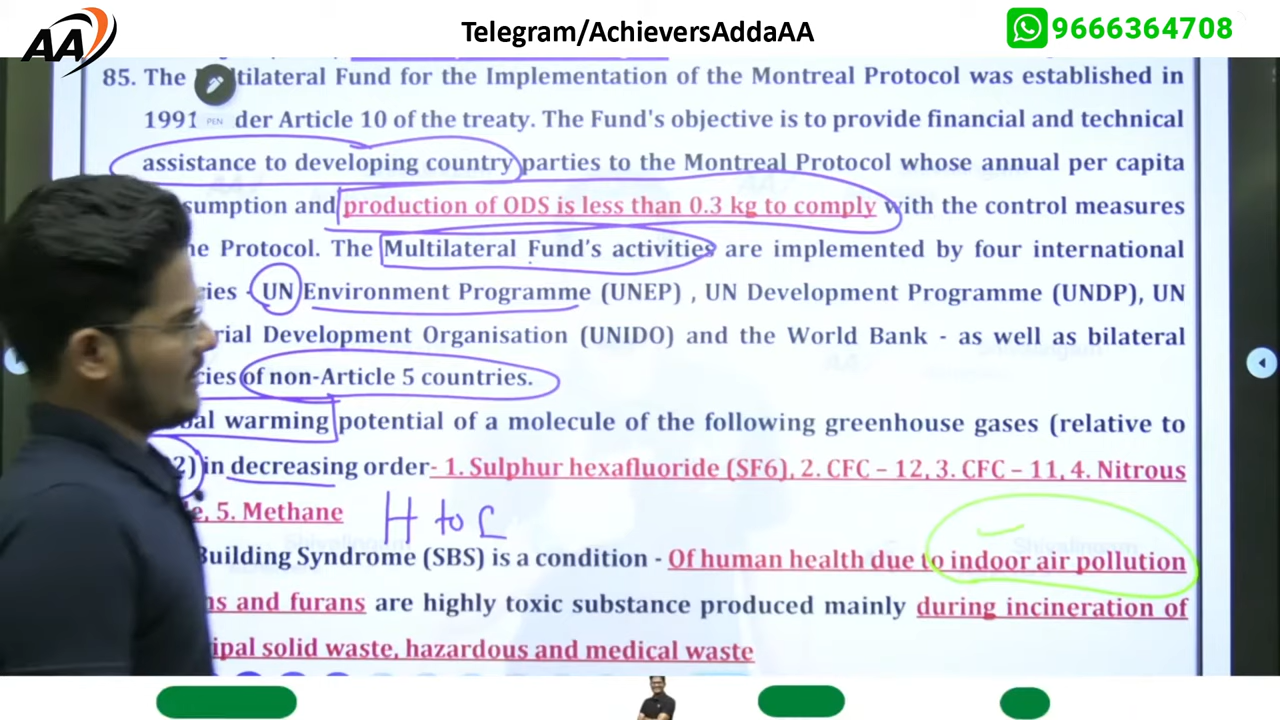 AA
Telegram/AchieversAddaAA
9666364708
85. The tilateral Fund for the Implementation of the Montreal Protocol was established in
1991 PEN der Article 10 of the treaty. The Fund's objective is to provide financial and technical
assistance to developing country parties to the Montreal Protocol whose annual per capita
sumption and production of ODS is less than 0.3 kg to comply with the control measures
e Protocol. The Multilateral Fund's activities are implemented by four international
cies - UN Environment Programme (UNEP) , UN Development Programme (UNDP), UN
rial Development Organisation (UNIDO) and the World Bank - as well as bilateral
cies of non-Article 5 countries.
bal warming potential of a molecule of the following greenhouse gases (relative to
2) in decreasing order- 1. Sulphur hexafluoride (SF6), 2. CFC – 12, 3. CFC – 11, 4. Nitrous
e, 5. Methane H to L
Building Syndrome (SBS) is a condition - Of human health due to indoor air pollution
ns and furans are highly toxic substance produced mainly during incineration of
ipal solid waste, hazardous and medical waste